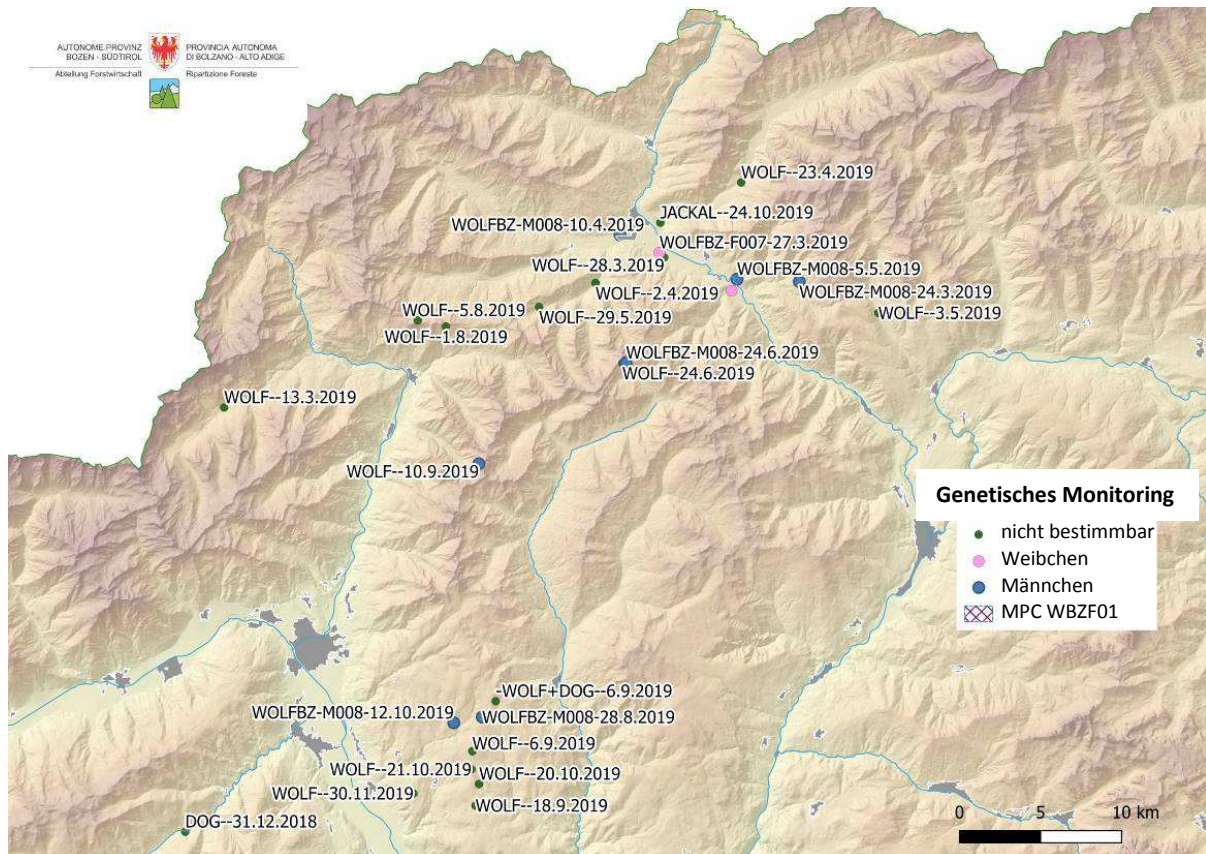 AUTONOME PROVINZ
BOZEN - SÜDTIROL
PROVINCIA AUTONOMA
DI BOLZANO - ALTO ADIGE
Abteilung Forstwirtschaft
Ripartizione Foreste
WOLF--23.4.2019
JACKAL--24.10.2019
WOLFBZ-M008-10.4.2019
WOLFBZ-F007-27.3.2019
WOLF--28.3.2019
WOLFBZ-M008-5.5.2019
WOLF--2.4.2019
WOLFBZ-M008-24.3.2019
WOLF--5.8.2019
WOLF--29.5.2019
WOLF--3.5.2019
WOLF--1.8.2019
WOLFBZ-M008-24.6.2019
WOLF--24.6.2019
WOLF--13.3.2019
WOLF--10.9.2019
Genetisches Monitoring
nicht bestimmbar
Weibchen
Männchen
MPC WBZF01
-WOLF+DOG--6.9.2019
WOLFBZ-M008-12.10.2019
WOLFBZ-M008-28.8.2019
WOLF--6.9.2019
WOLF--21.10.2019
WOLF--20.10.2019
WOLF--30.11.2019
WOLF--18.9.2019
DOG--31.12.2018
0 5 10 km